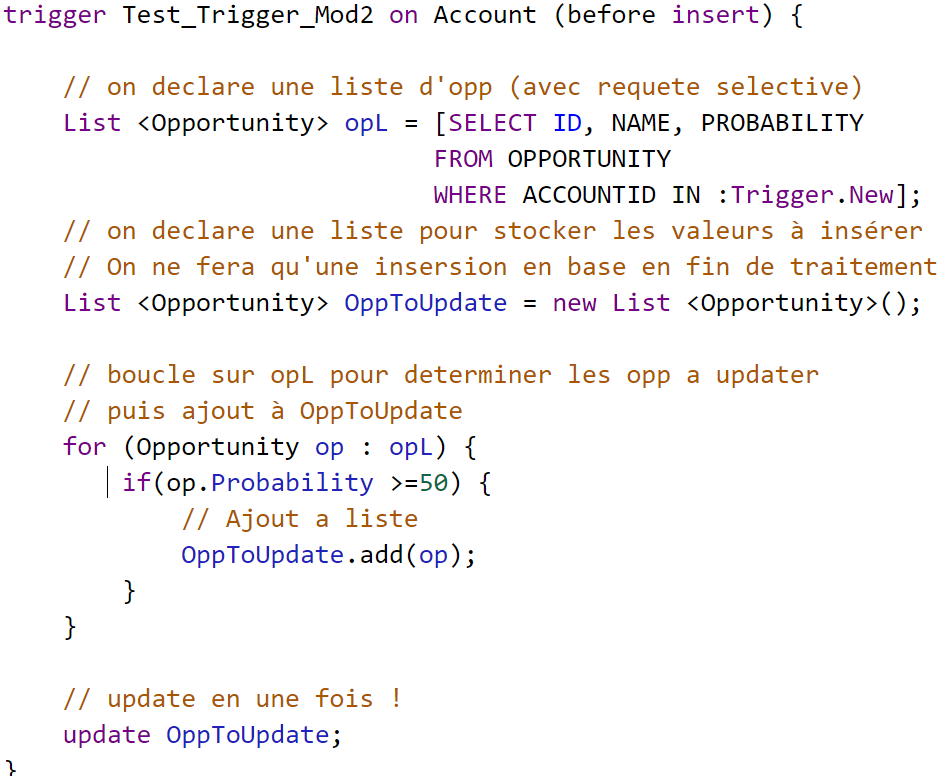 trigger Test_Trigger_Mod2 on Account (before insert) {
// on declare une liste d'opp (avec requete selective)
List <Opportunity> opL = [SELECT ID, NAME, PROBABILITY
FROM OPPORTUNITY
WHERE ACCOUNTID IN :Trigger.New];
// on declare une liste pour stocker les valeurs à insérer
// On ne fera qu'une insersion en base en fin de traitement
List <Opportunity> OppToUpdate = new List <Opportunity>();
// boucle sur opL pour determiner les opp a updater
// puis ajout à OppToUpdate
for (Opportunity op : opL) {
if(op.Probability >=50) {
// Ajout a liste
OppToUpdate.add(op);
}
}
// update en une fois !
update OppToUpdate;
}